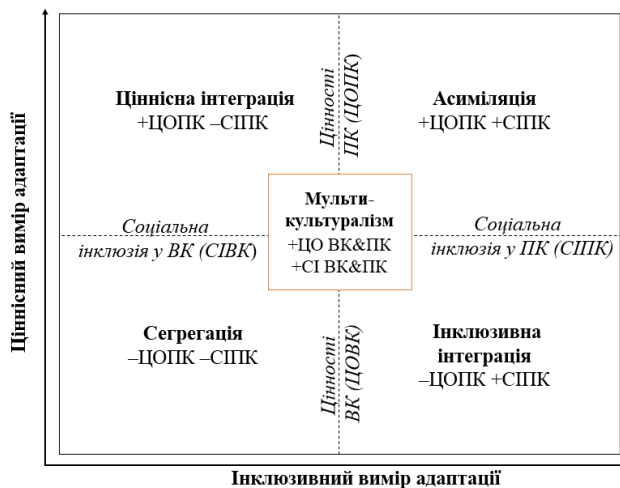 Ціннісний вимір адаптації
Ціннісна інтеграція
+ЦОПК –СІПК
Цінності
ПК (ЦОПК)
Асиміляція
+ЦОПК +СІПК
Соціальна
інклюзія у ВК (СІВК)
Мульти-
культуралізм
+ЦО ВК&ПК
+СІ ВК&ПК
Соціальна
інклюзія у ПК (СІПК)
Сегрегація
–ЦОПК –СІПК
Цінності
ВК (ЦОВК)
Інклюзивна
інтеграція
–ЦОПК +СІПК
Інклюзивний вимір адаптації